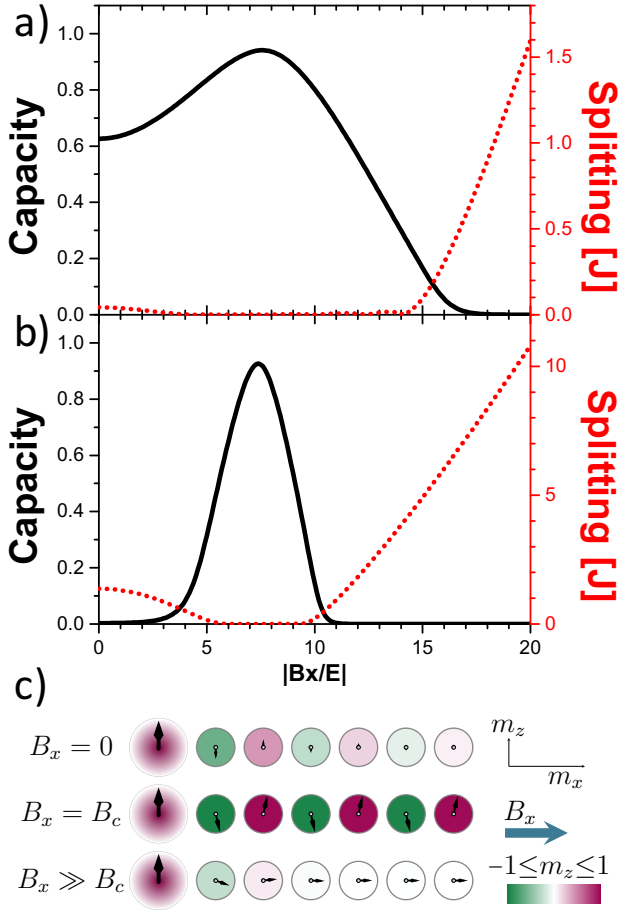 a)
1.0
0.8
0.6
0.4
0.2
0.0
Capacity
1.5
1.0
0.5
0.0
Splitting [J]
b)
1.0
0.8
0.6
0.4
0.2
0.0
Capacity
10
5
0
Splitting [J]
0 5 10 15 20
|Bx/E|
c)
B_x = 0
m_z
m_x
B_x = B_c
B_x
B_x ≫ B_c
−1≤m_z≤1